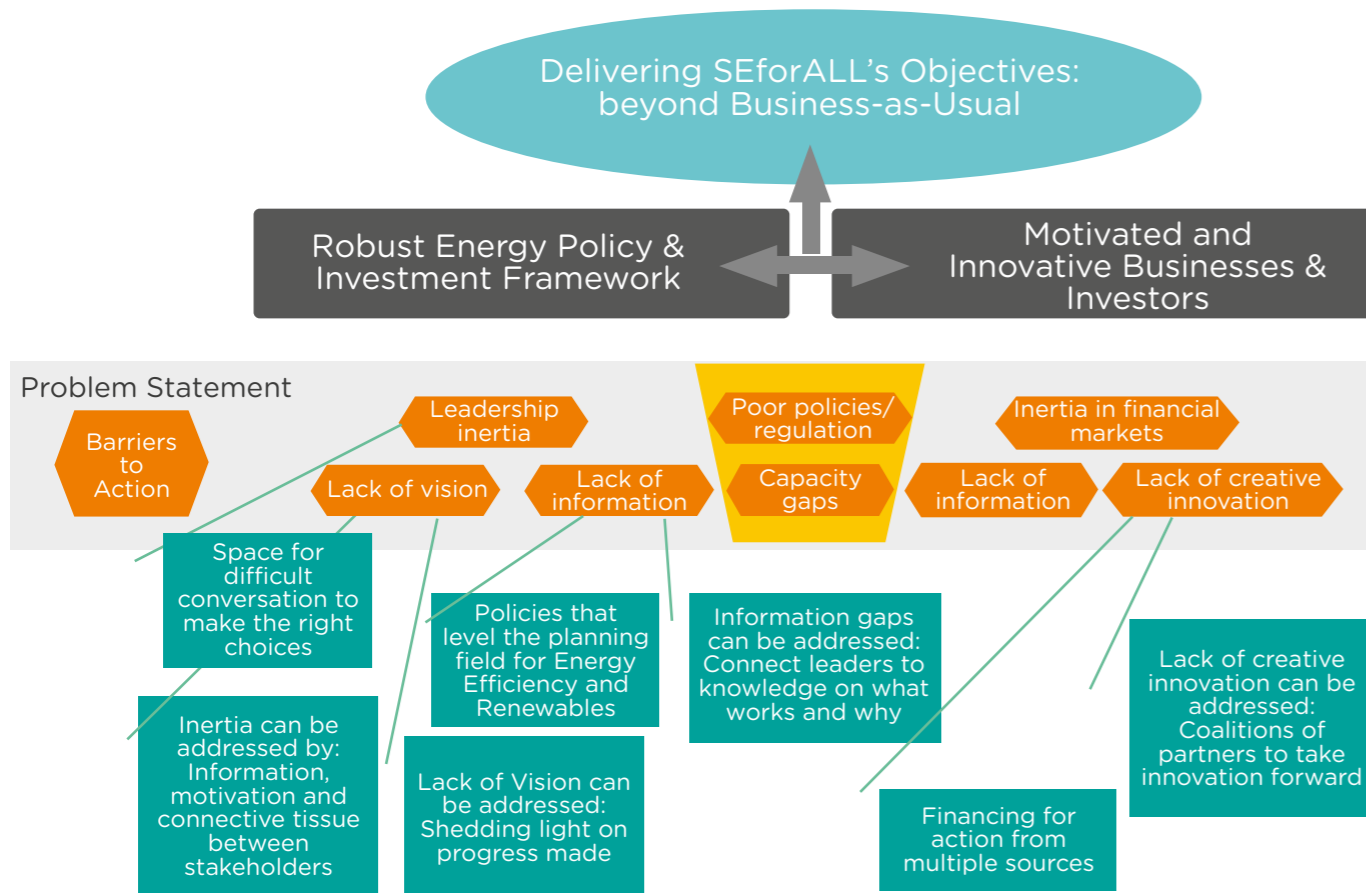 Delivering SEforALL's Objectives:
beyond Business-as-Usual
Robust Energy Policy &
Investment Framework
Motivated and
Innovative Businesses &
Investors
Problem Statement
Barriers
to
Action
Leadership
inertia
Lack of vision
Lack of
information
Poor policies/
regulation
Capacity
gaps
Inertia in financial
markets
Lack of
information
Lack of creative
innovation
Space for
difficult
conversation to
make the right
choices
Policies that
level the planning
field for Energy
Efficiency and
Renewables
Information gaps
can be addressed:
Connect leaders to
knowledge on what
works and why
Lack of creative
innovation can be
addressed:
Coalitions of
partners to take
innovation forward
Inertia can be
addressed by:
Information,
motivation and
connective tissue
between
stakeholders
Lack of Vision can
be addressed:
Shedding light on
progress made
Financing for
action from
multiple sources